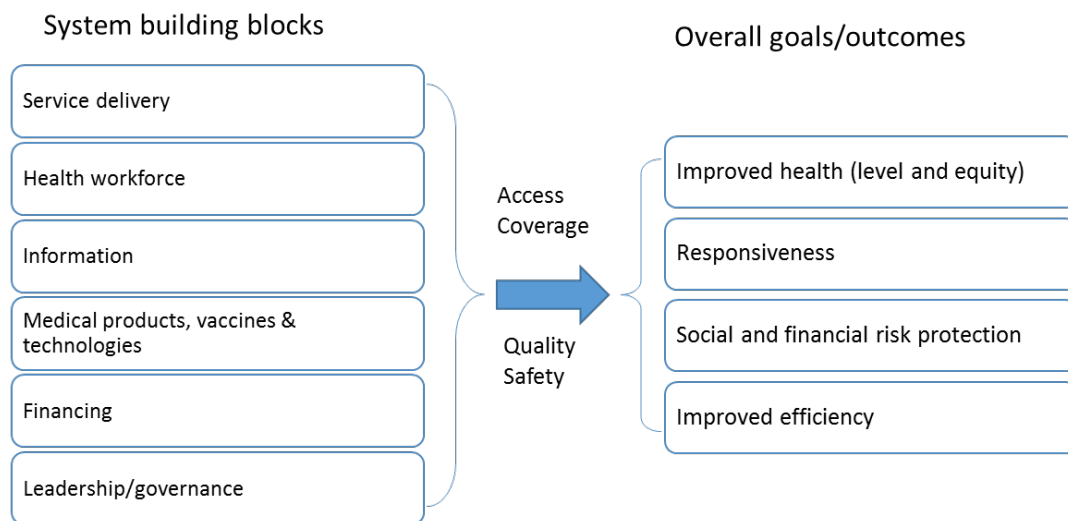 System building blocks
Service delivery
Health workforce
Information
Medical products, vaccines &
technologies
Financing
Leadership/governance
Access
Coverage
Quality
Safety
Overall goals/outcomes
Improved health (level and equity)
Responsiveness
Social and financial risk protection
Improved efficiency